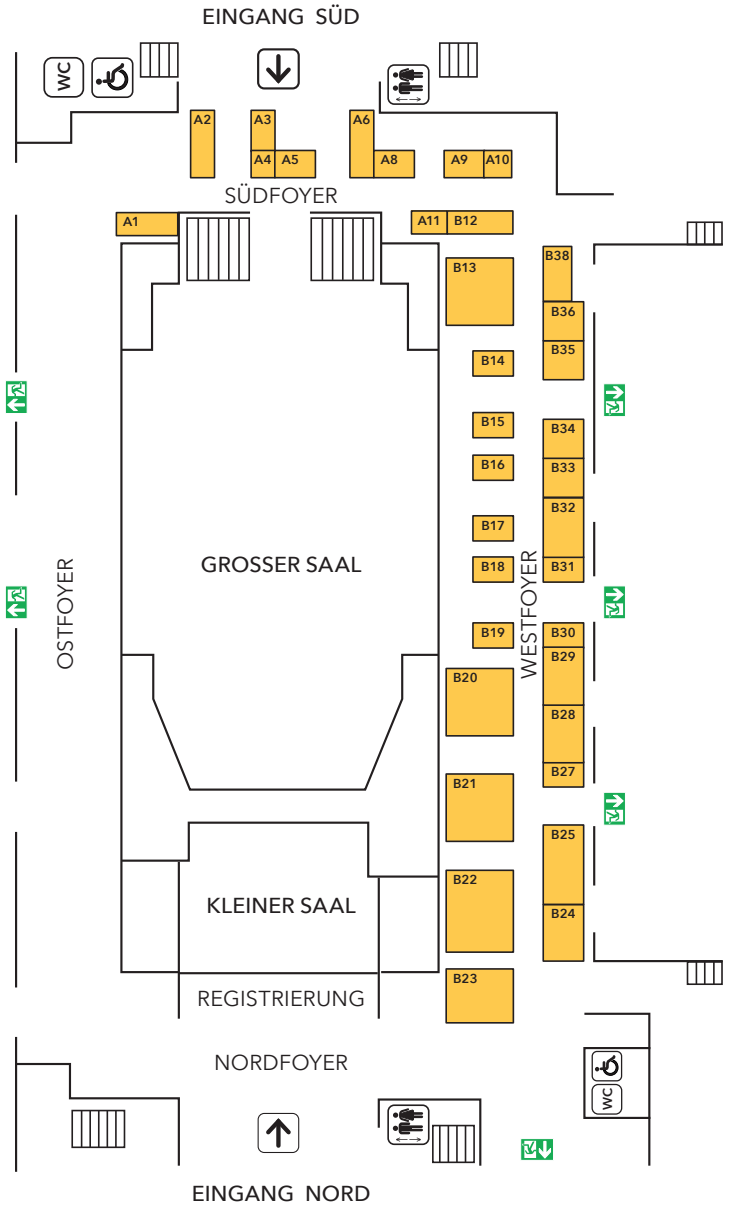 EINGANG SÜD
WC
A2
A3
A6
A4
A5
A8
A9
A10
SÜDFOYER
A1
A11
B12
B13
B38
B36
B35
B14
B15
B34
B16
B33
B32
B17
B18
B31
GROSSER SAAL
OSTFOYER
WESTFOYER
B19
B30
B29
B20
B28
B27
B21
B25
B22
KLEINER SAAL
B24
B23
REGISTRIERUNG
NORDFOYER
WC
EINGANG NORD